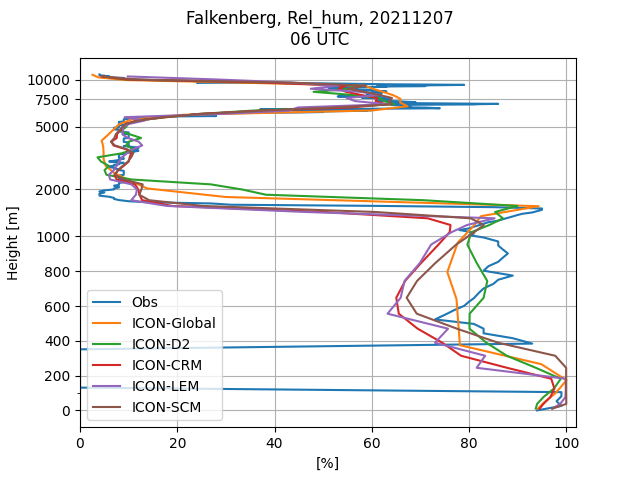 Falkenberg, Rel_hum, 20211207
06 UTC
10000
7500
5000
2000
1000
800
600
400
200
0
Height [m]
Obs
ICON-Global
ICON-D2
ICON-CRM
ICON-LEM
ICON-SCM
0 20 40 60 80 100
[%]